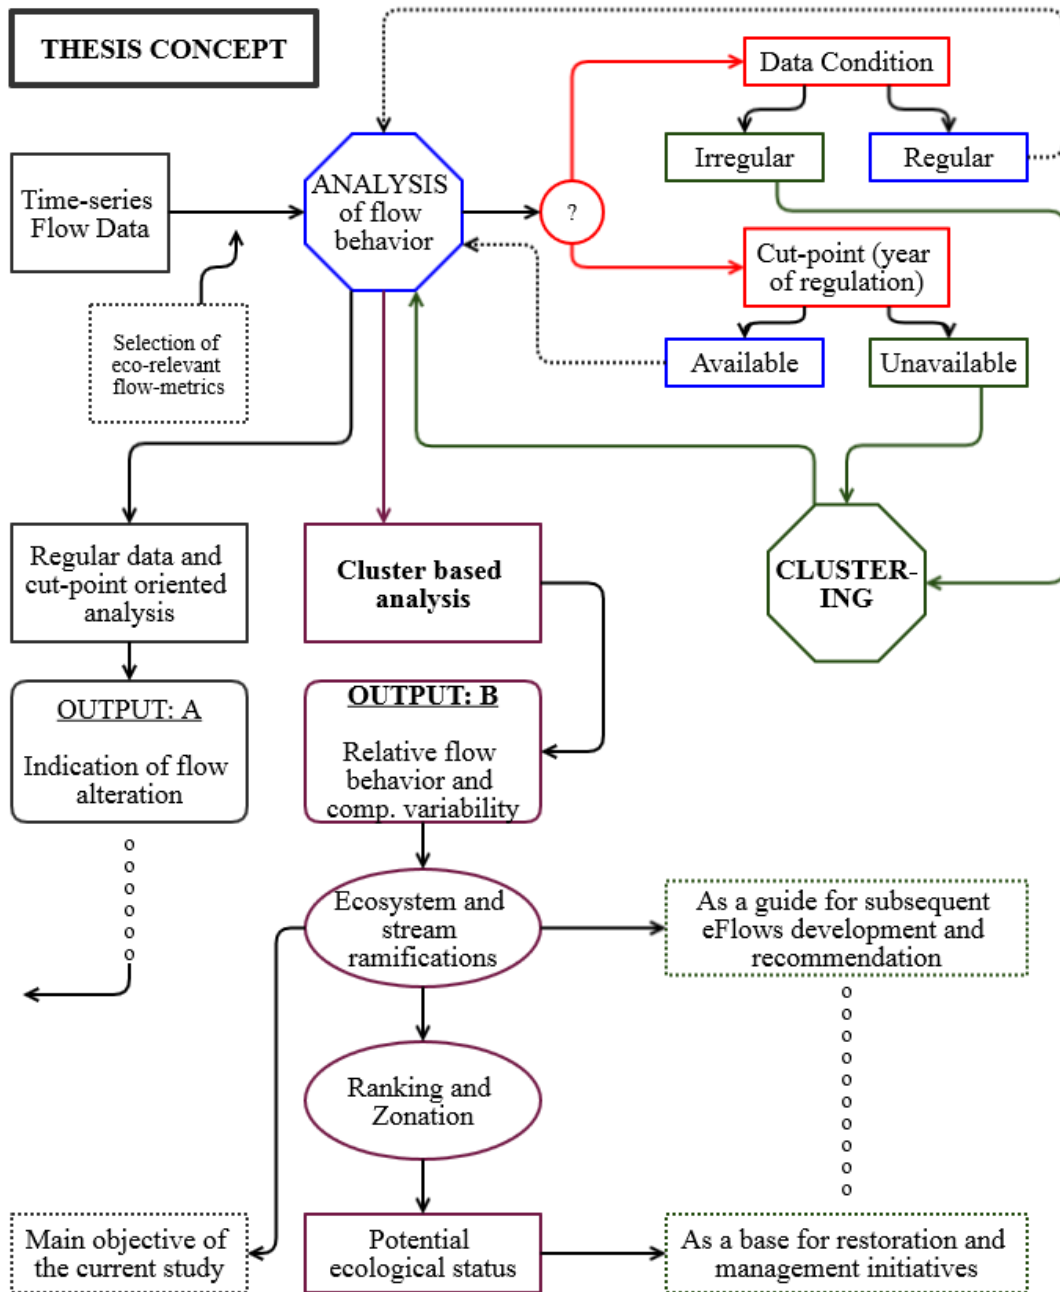 THESIS CONCEPT
Data Condition
Irregular
Regular
Time-series
Flow Data
ANALYSIS
of flow
behavior
?
Cut-point (year
of regulation)
Selection of
eco-relevant
flow-metrics
Available
Unavailable
Regular data and
cut-point oriented
analysis
Cluster based
analysis
CLUSTER-
ING
OUTPUT: A
Indication of flow
alteration
OUTPUT: B
Relative flow
behavior and
comp. variability
Ecosystem and
stream
ramifications
As a guide for subsequent
eFlows development and
recommendation
Ranking and
Zonation
Main objective of
the current study
Potential
ecological status
As a base for restoration and
management initiatives